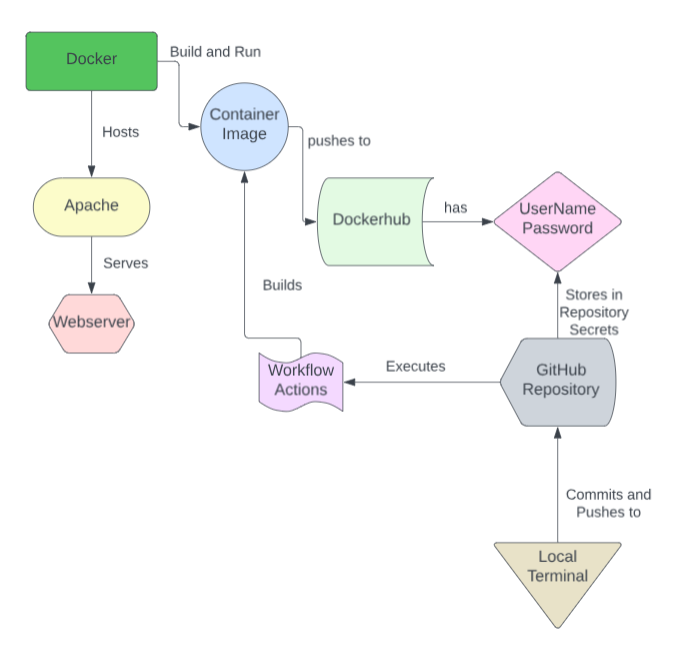 Docker
Build and Run
Container
Image
Hosts
pushes to
Apache
Dockerhub
has
UserName
Password
Serves
Webserver
Builds
Stores in
Repository
Secrets
Workflow
Actions
Executes
GitHub
Repository
Commits and
Pushes to
Local
Terminal